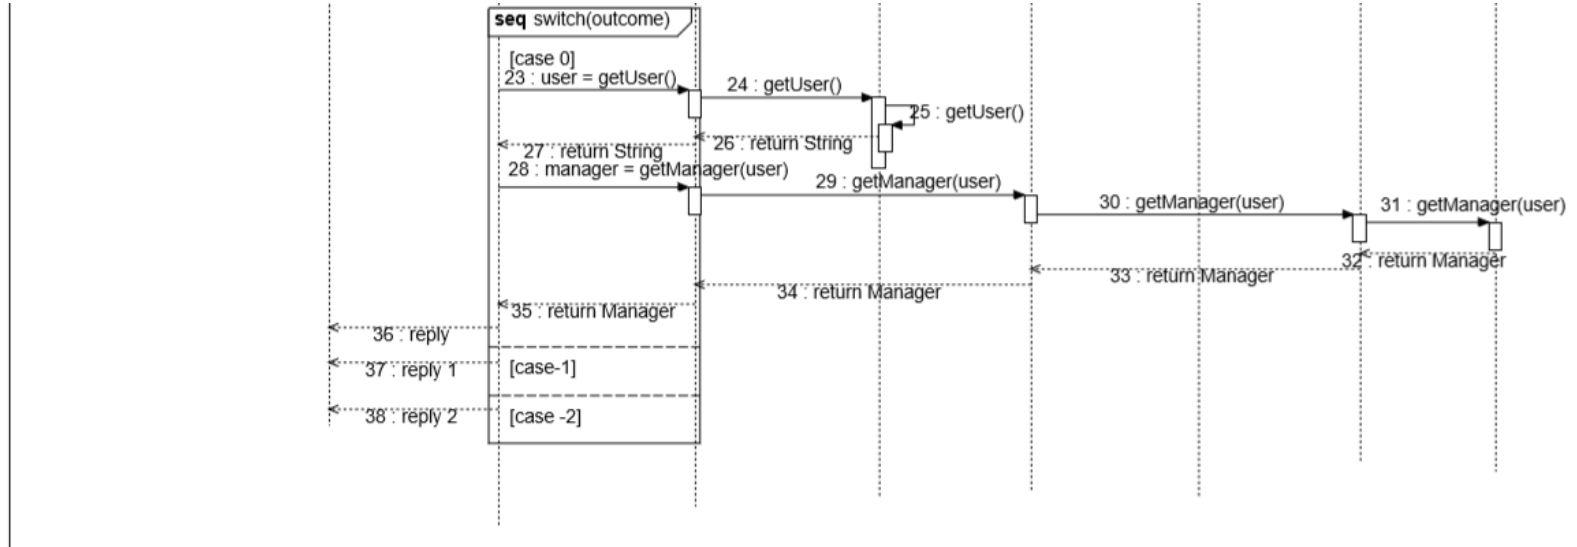 seq switch(outcome)
[case 0]
23 : user = getUser()
24 : getUser()
25 : getUser()
26 : return String
27 : return String
28 : manager = getManager(user)
29 : getManager(user)
30 : getManager(user)
31 : getManager(user)
32 : return Manager
33 : return Manager
34 : return Manager
35 : return Manager
36 : reply
37 : reply 1
[case-1]
38 : reply 2
[case -2]